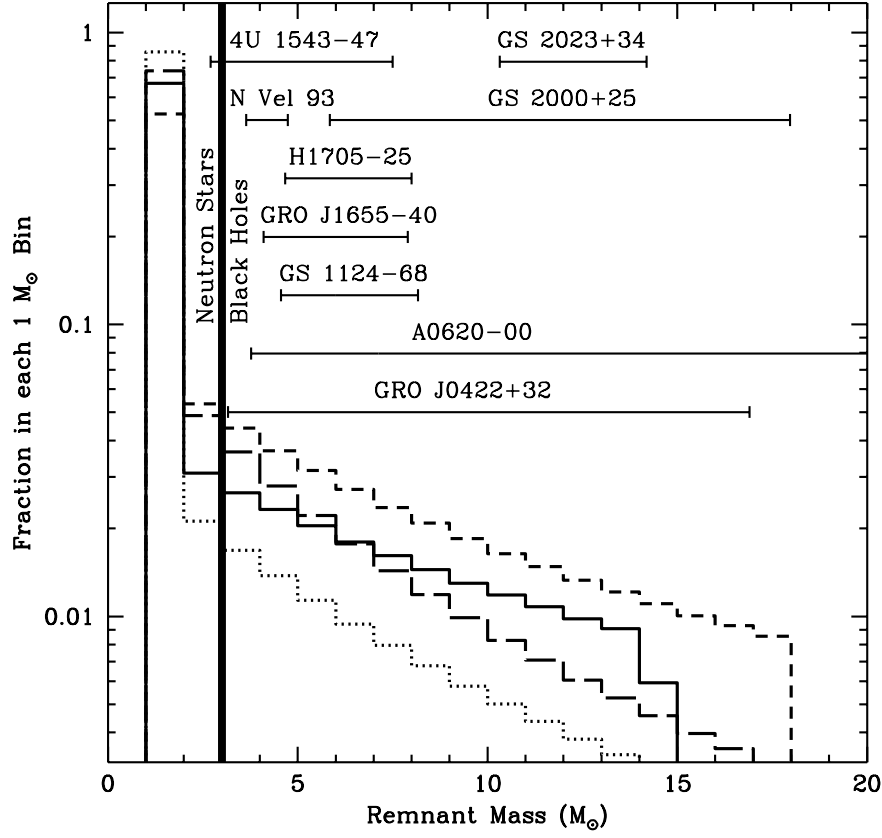 1
0.1
0.01
Fraction in each 1 M⊙ Bin
4U 1543−47
GS 2023+34
N Vel 93
GS 2000+25
H1705−25
GRO J1655−40
GS 1124−68
A0620−00
GRO J0422+32
Neutron Stars
Black Holes
0
5
10
15
20
Remnant Mass (M⊙)